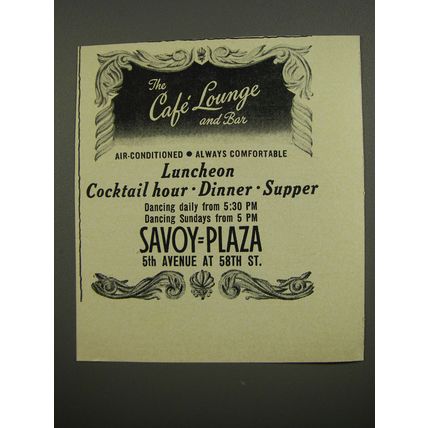 The
Café Lounge
and Bar
AIR-CONDITIONED • ALWAYS COMFORTABLE
Luncheon
Cocktail hour · Dinner · Supper
Dancing daily from 5:30 PM
Dancing Sundays from 5 PM
SAVOY=PLAZA
5th AVENUE AT 58TH ST.